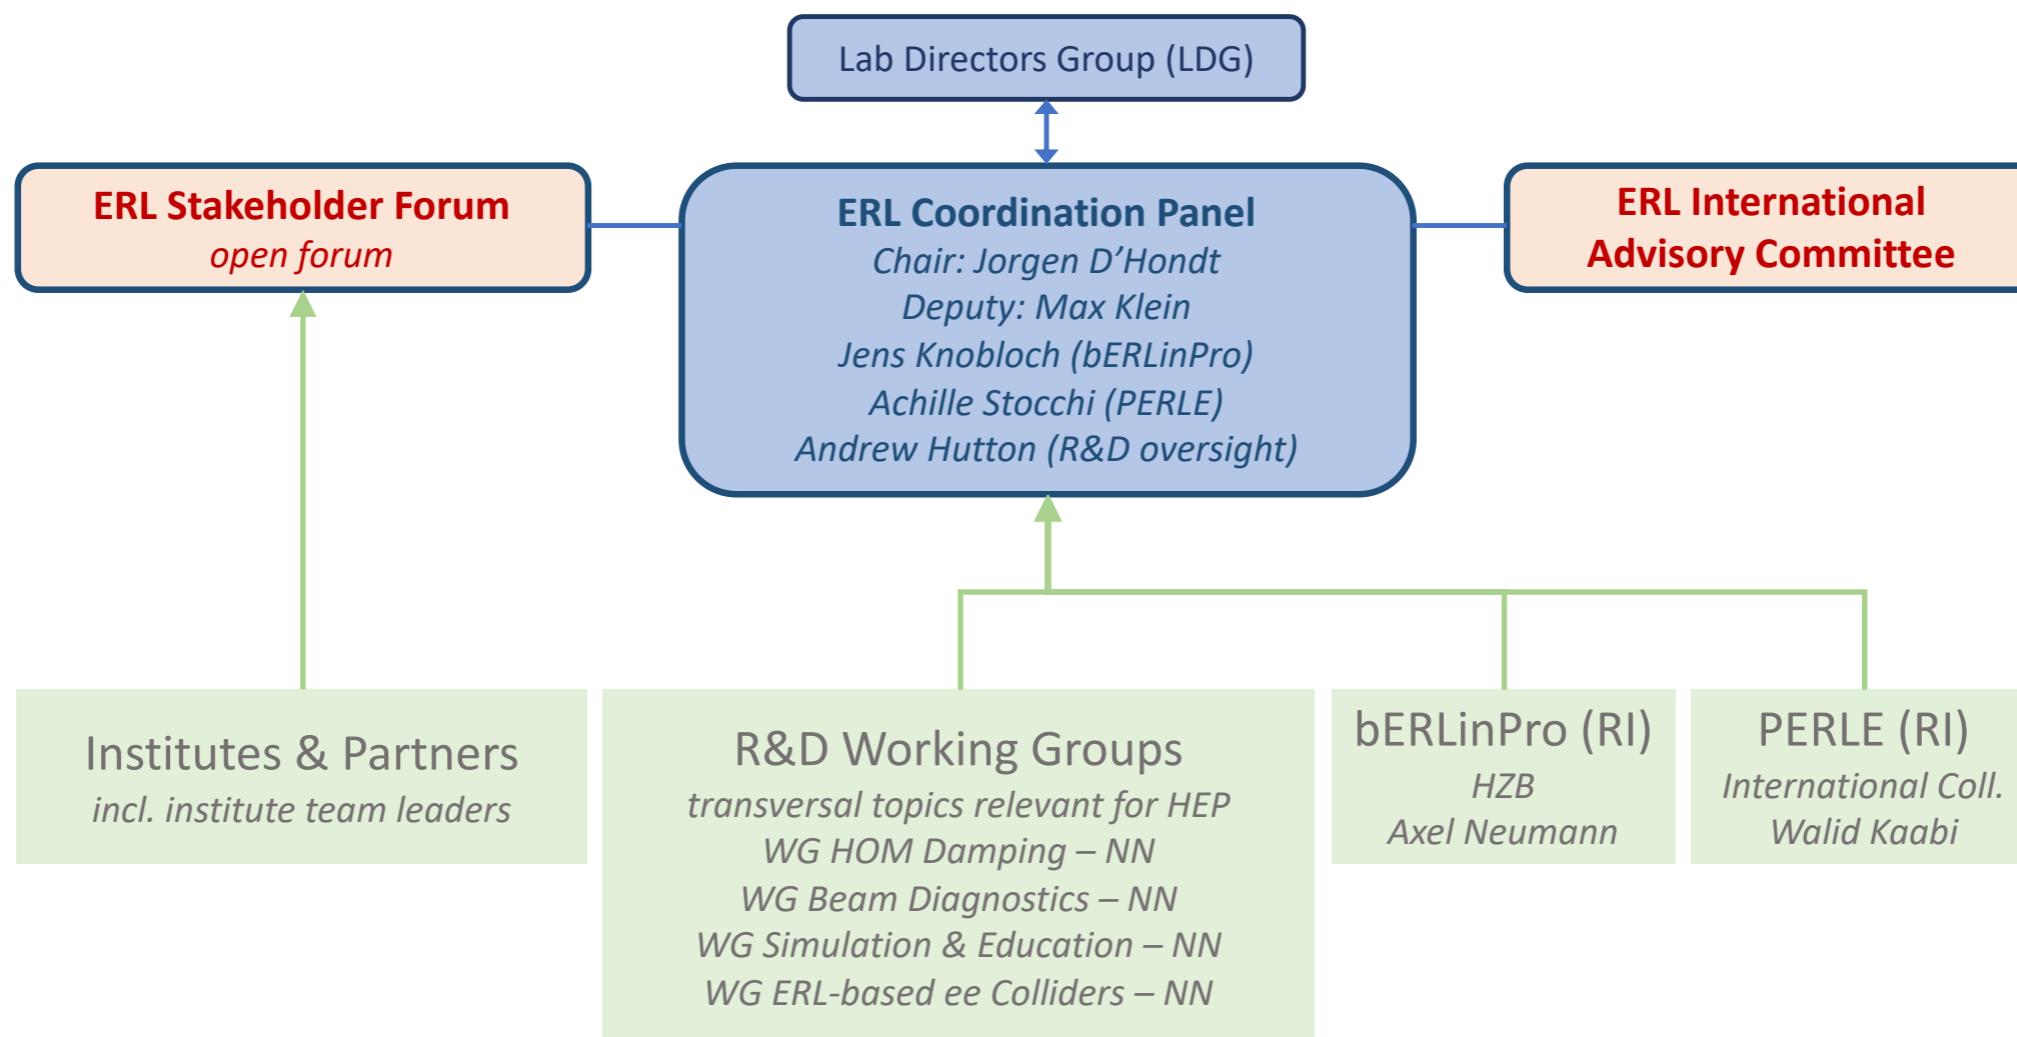 Lab Directors Group (LDG)
ERL Stakeholder Forum
open forum
ERL Coordination Panel
Chair: Jorgen D’Hondt
Deputy: Max Klein
Jens Knobloch (bERLinPro)
Achille Stocchi (PERLE)
Andrew Hutton (R&D oversight)
ERL International
Advisory Committee
Institutes & Partners
incl. institute team leaders
R&D Working Groups
transversal topics relevant for HEP
WG HOM Damping – NN
WG Beam Diagnostics – NN
WG Simulation & Education – NN
WG ERL-based ee Colliders – NN
bERLinPro (RI)
HZB
Axel Neumann
PERLE (RI)
International Coll.
Walid Kaabi